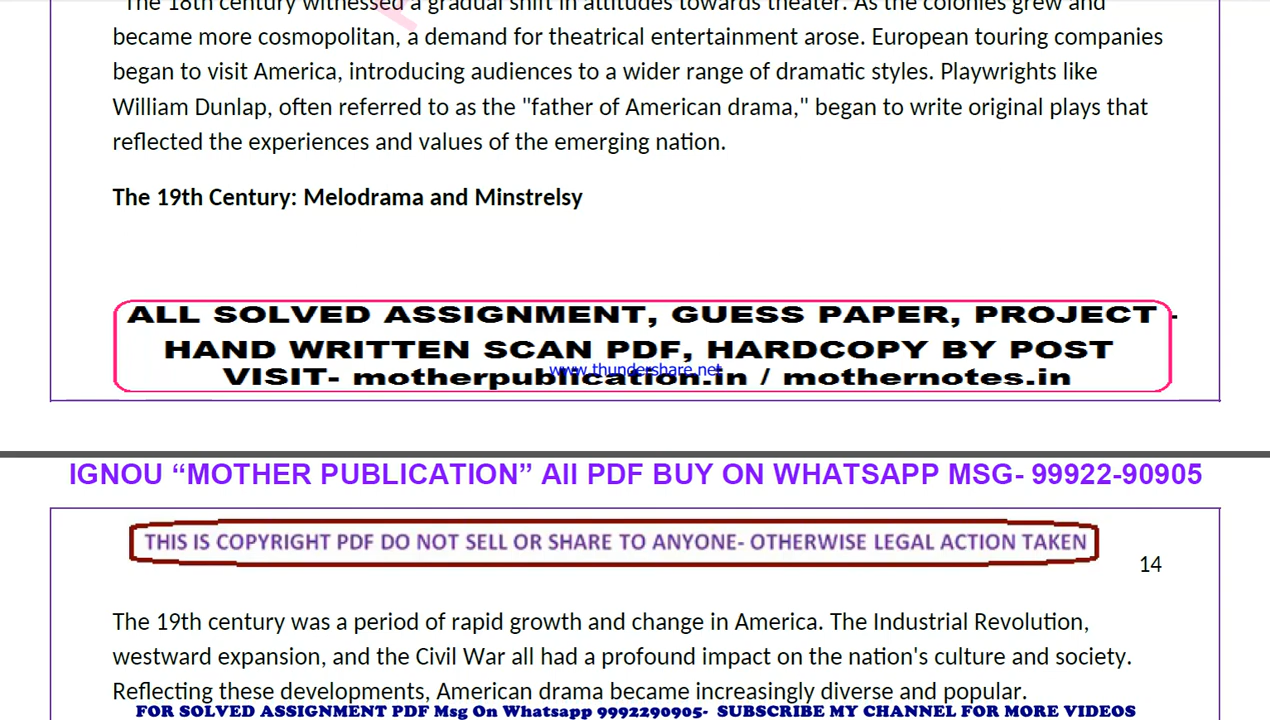 The 18th century witnessed a gradual shift in attitudes towards theater. As the colonies grew and
became more cosmopolitan, a demand for theatrical entertainment arose. European touring companies
began to visit America, introducing audiences to a wider range of dramatic styles. Playwrights like
William Dunlap, often referred to as the "father of American drama," began to write original plays that
reflected the experiences and values of the emerging nation.
The 19th Century: Melodrama and Minstrelsy
ALL SOLVED ASSIGNMENT, GUESS PAPER, PROJECT -
HAND WRITTEN SCAN PDF, HARDCOPY BY POST
www.thundershare.net
VISIT- motherpublication.in / mothernotes.in
IGNOU “MOTHER PUBLICATION” All PDF BUY ON WHATSAPP MSG- 99922-90905
THIS IS COPYRIGHT PDF DO NOT SELL OR SHARE TO ANYONE- OTHERWISE LEGAL ACTION TAKEN
14
The 19th century was a period of rapid growth and change in America. The Industrial Revolution,
westward expansion, and the Civil War all had a profound impact on the nation's culture and society.
Reflecting these developments, American drama became increasingly diverse and popular.
FOR SOLVED ASSIGNMENT PDF Msg On Whatsapp 9992290905- SUBSCRIBE MY CHANNEL FOR MORE VIDEOS